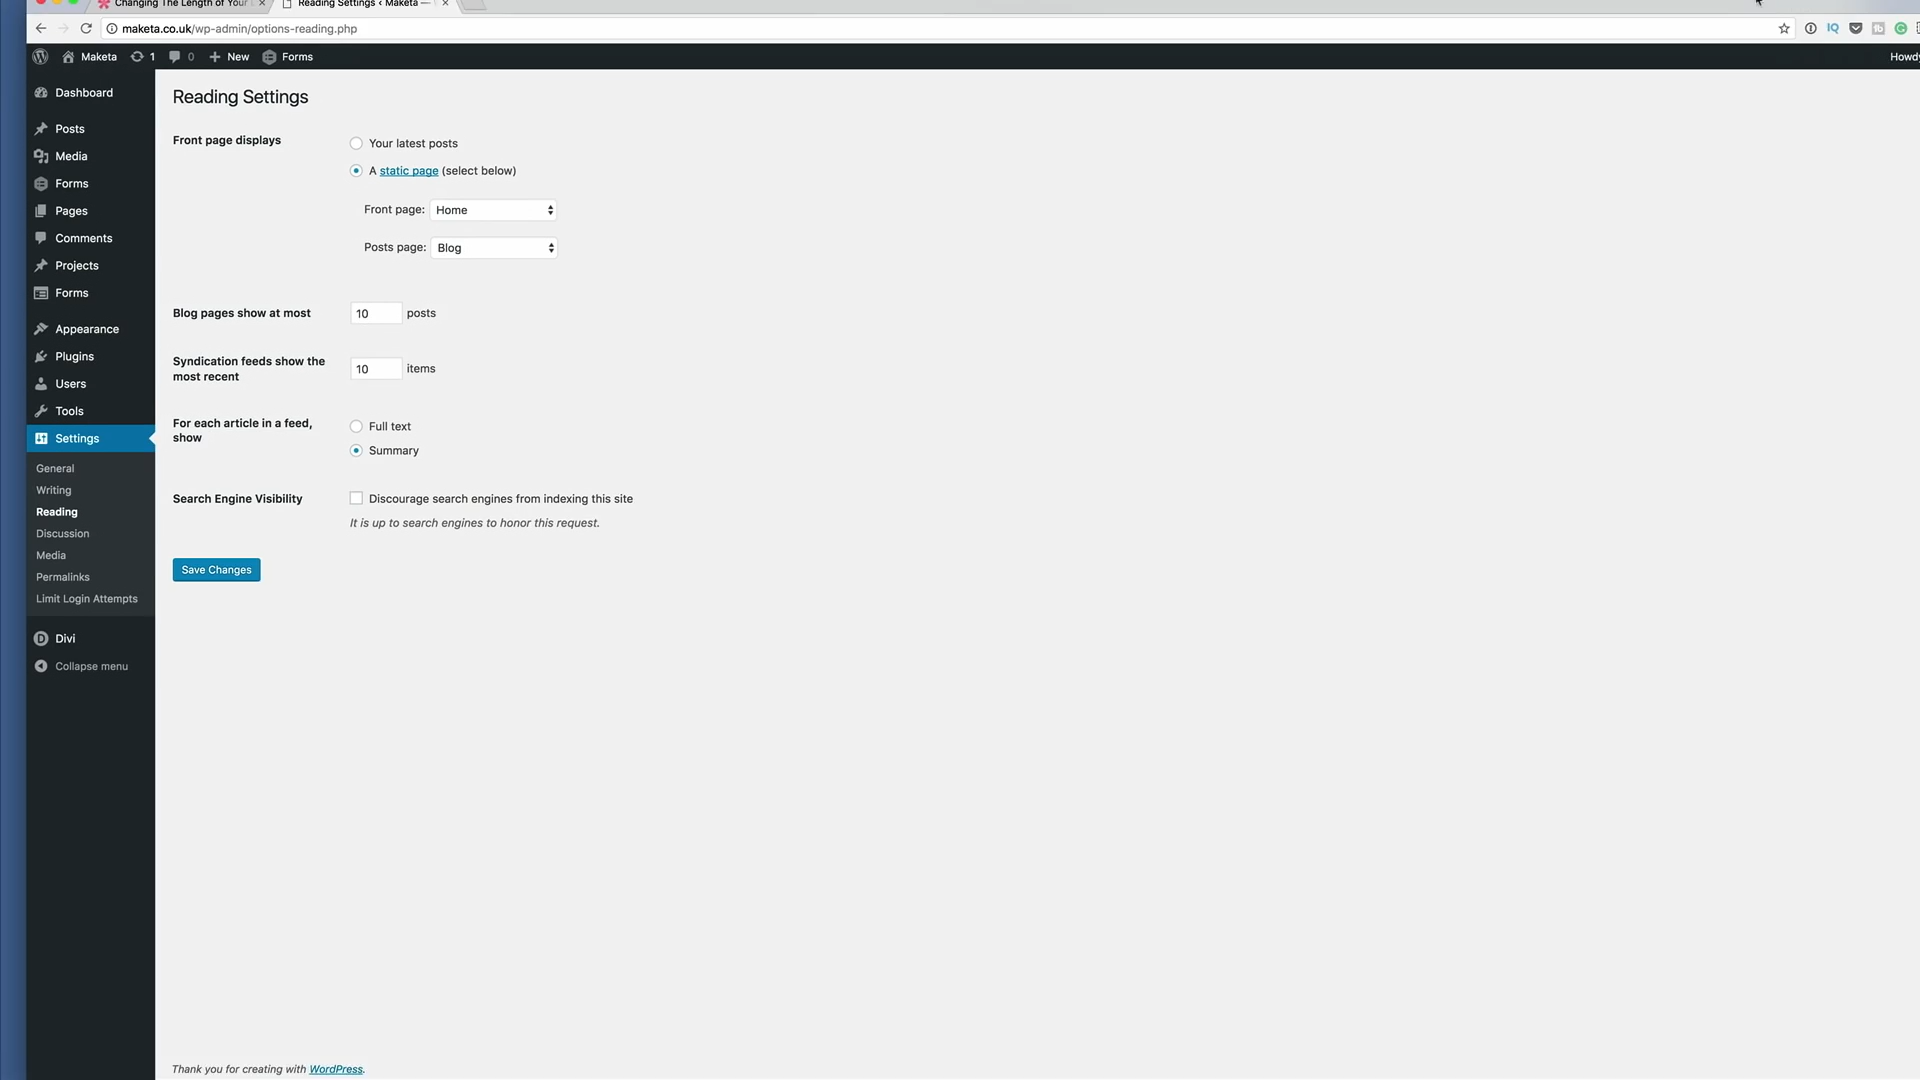 Changing The Length of Your
Reading Settings ‹ Maketa —
maketa.co.uk/wp-admin/options-reading.php
Maketa 1 0 New Forms
Howdy
Dashboard
Posts
Media
Forms
Pages
Comments
Projects
Forms
Appearance
Plugins
Users
Tools
Settings
General
Writing
Reading
Discussion
Media
Permalinks
Limit Login Attempts
Divi
Collapse menu
Reading Settings
Front page displays
Your latest posts
A static page (select below)
Front page: Home
Posts page: Blog
Blog pages show at most 10 posts
Syndication feeds show the
most recent
10 items
For each article in a feed,
show
Full text
Summary
Search Engine Visibility
Discourage search engines from indexing this site
It is up to search engines to honor this request.
Save Changes
Thank you for creating with WordPress.